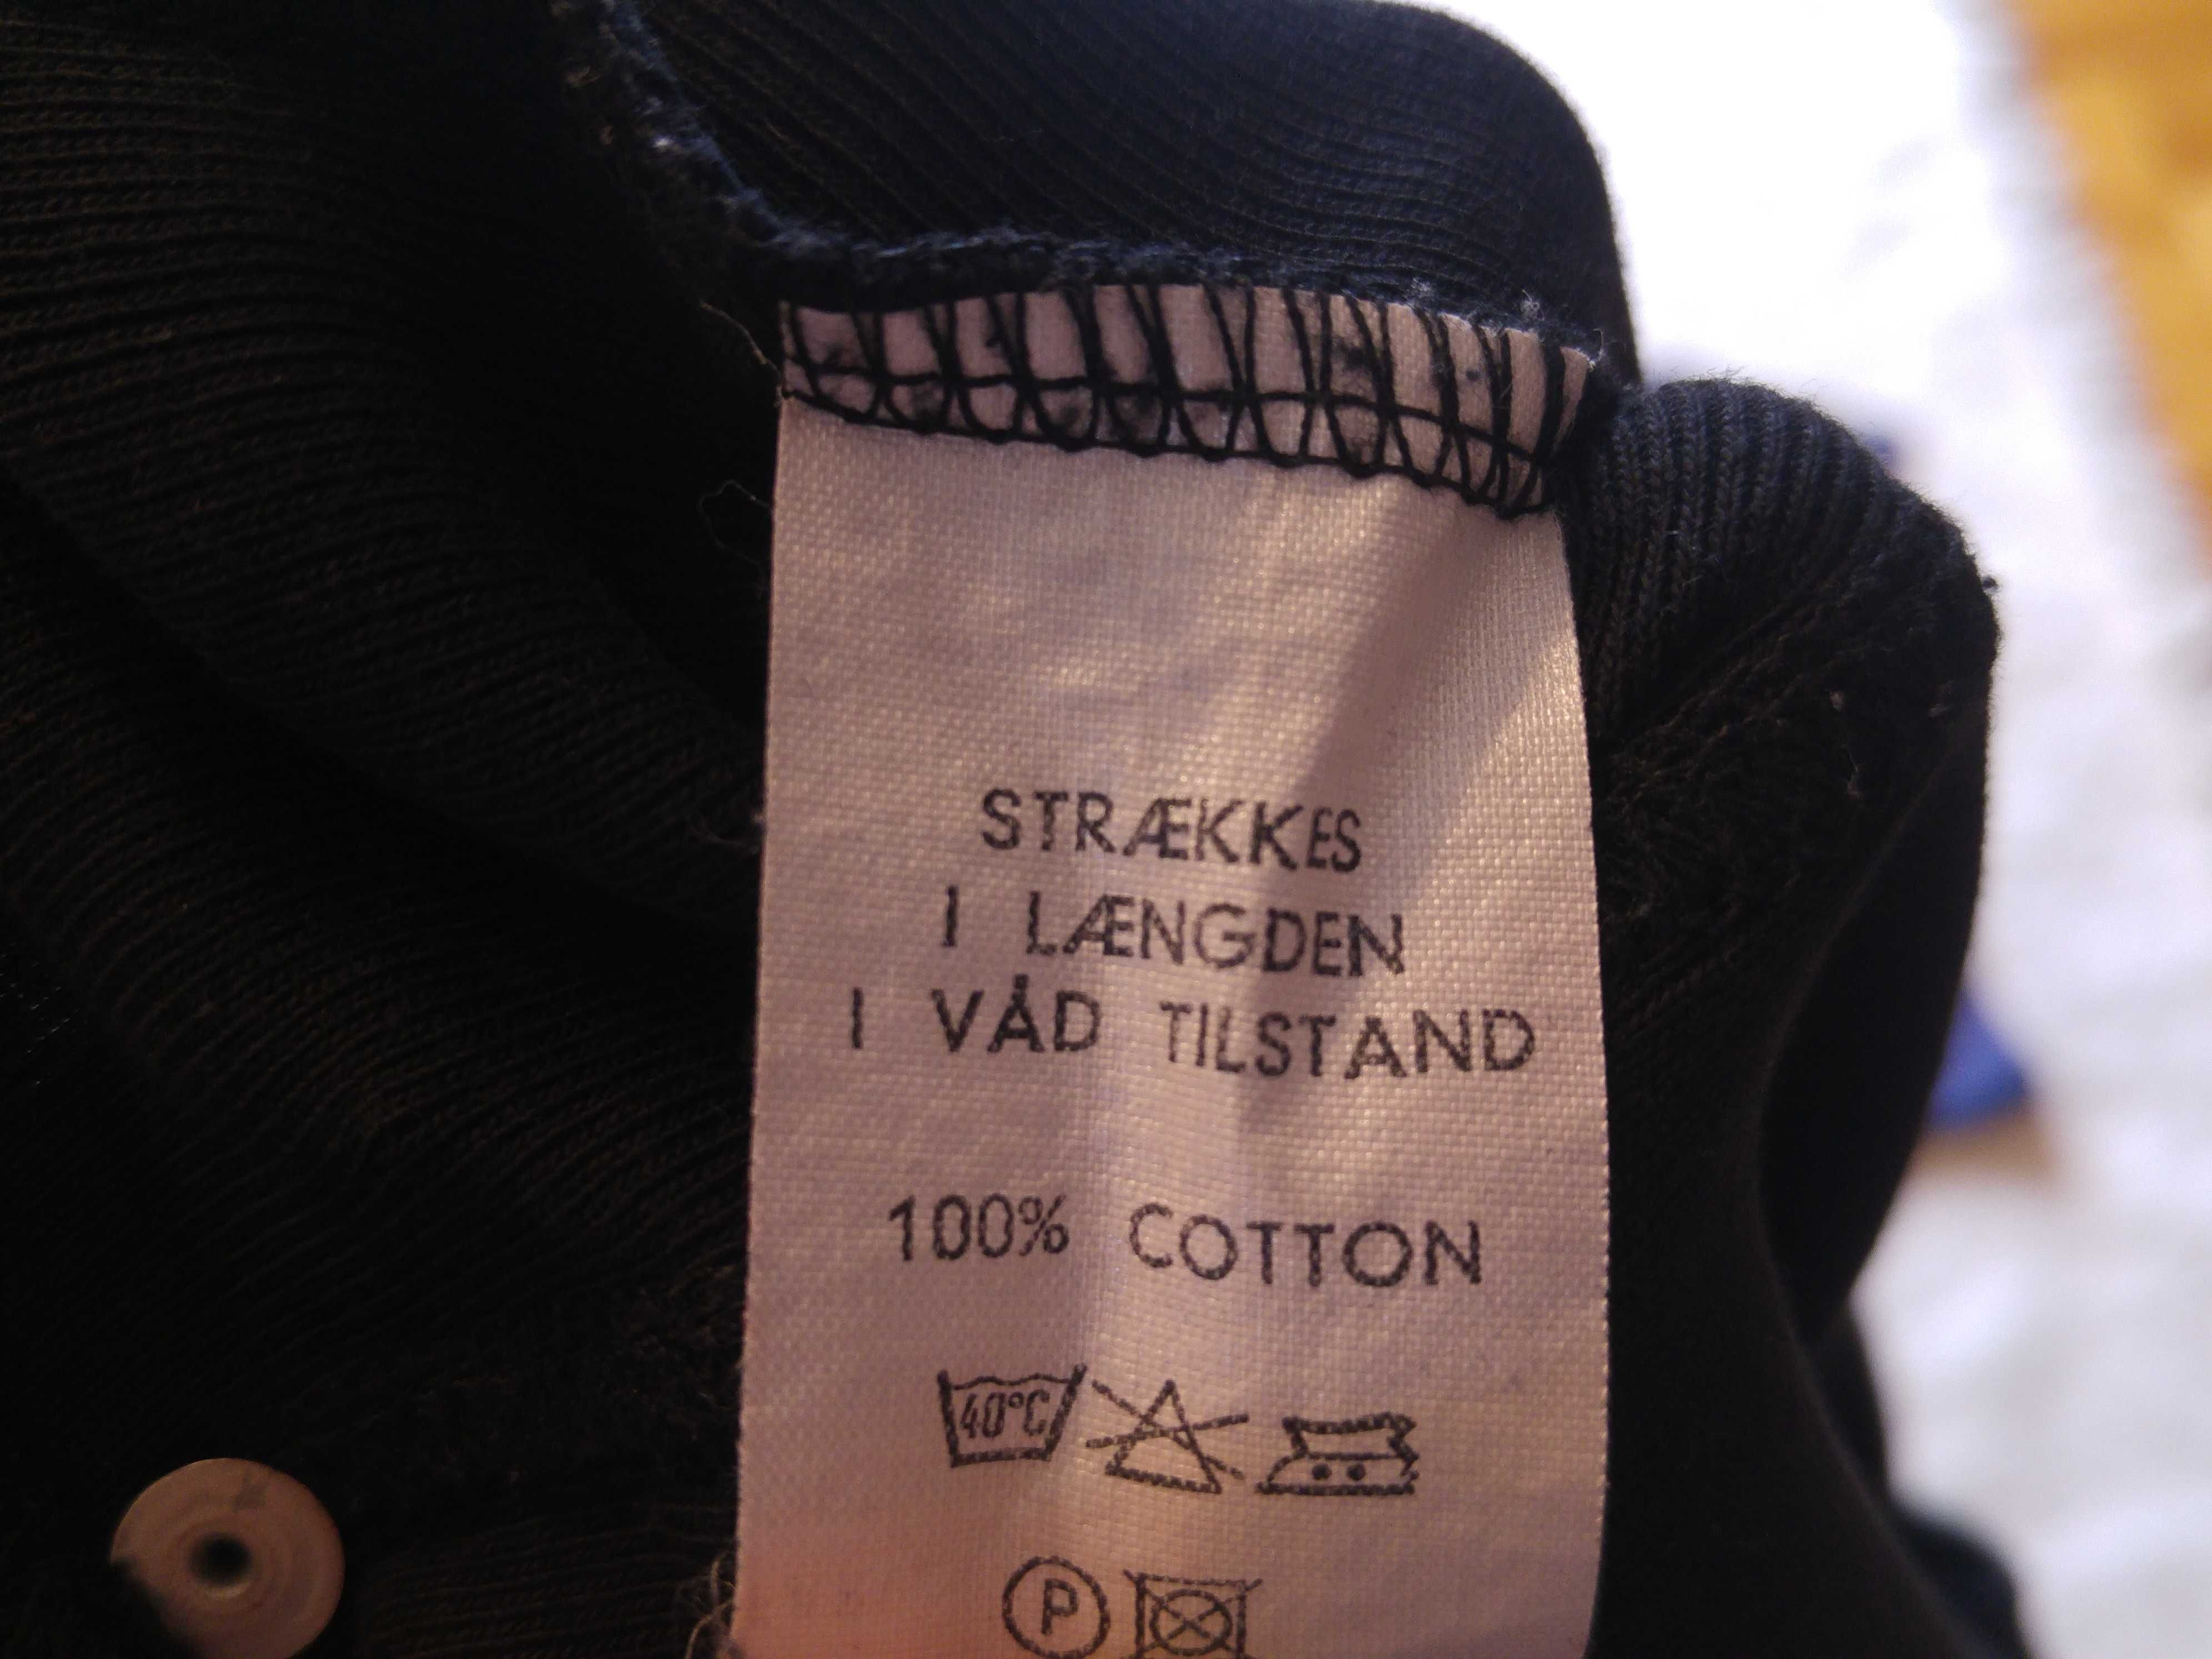 STRÆKKES
I LÆNGDEN
I VÅD TILSTAND
100% COTTON
40°C
P